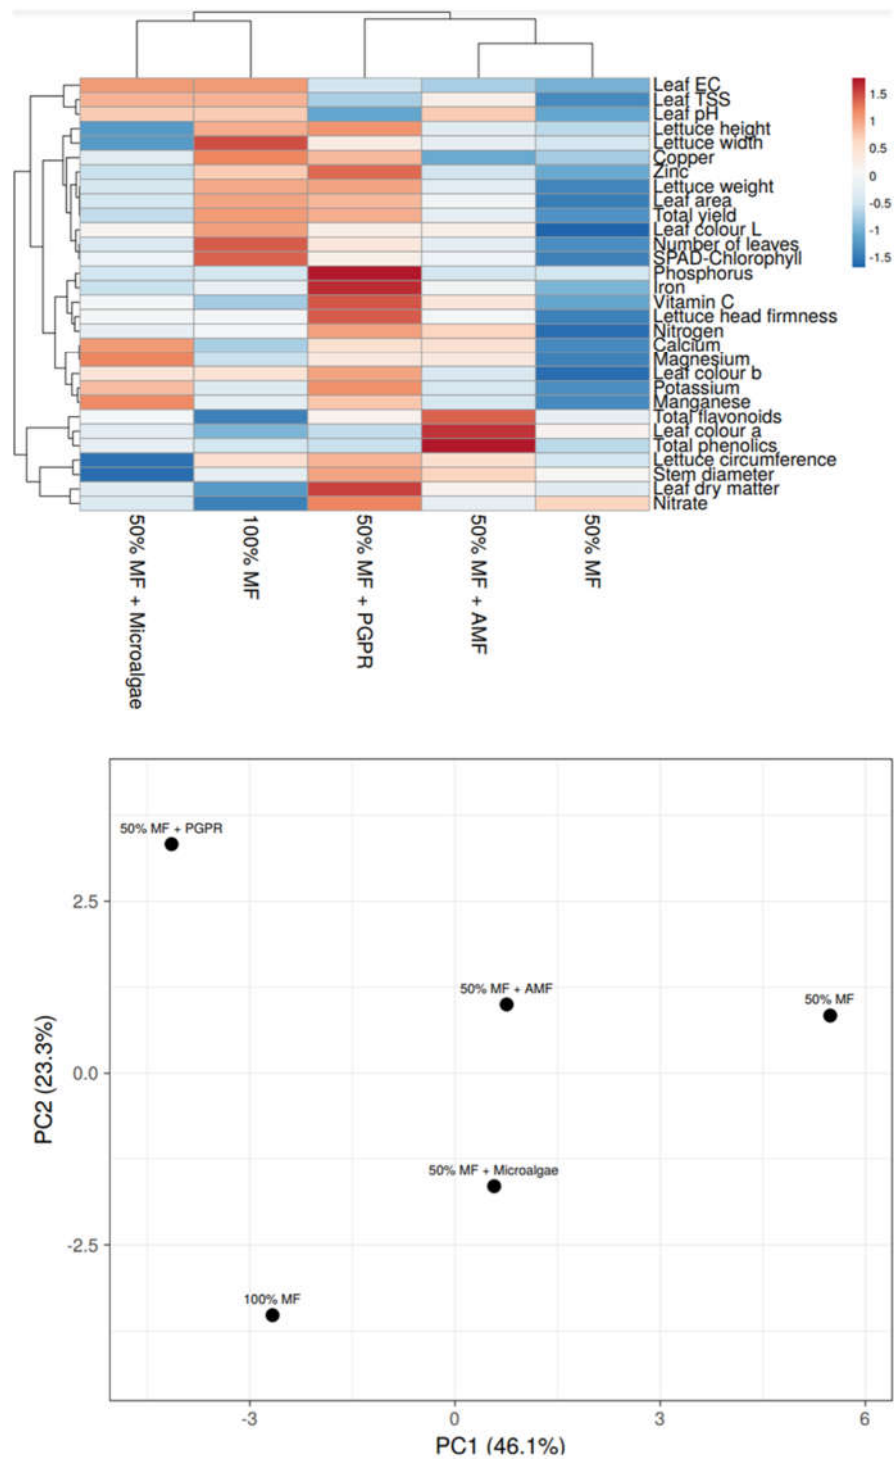 Leaf EC
Leaf TSS
Leaf pH
Lettuce height
Lettuce width
Copper
Zinc
Lettuce weight
Leaf area
Total yield
Leaf colour L
Number of leaves
SPAD-Chlorophyll
Phosphorus
Iron
Vitamin C
Lettuce head firmness
Nitrogen
Calcium
Magnesium
Leaf colour b
Potassium
Manganese
Total flavonoids
Leaf colour a
Total phenolics
Lettuce circumference
Stem diameter
Leaf dry matter
Nitrate
1.5
1
0.5
0
-0.5
-1
-1.5
50% MF + Microalgae
100% MF
50% MF + PGPR
50% MF + AMF
50% MF
50% MF + PGPR
50% MF + AMF
50% MF
50% MF + Microalgae
100% MF
2.5
0.0
-2.5
PC2 (23.3%)
-3
0
3
6
PC1 (46.1%)